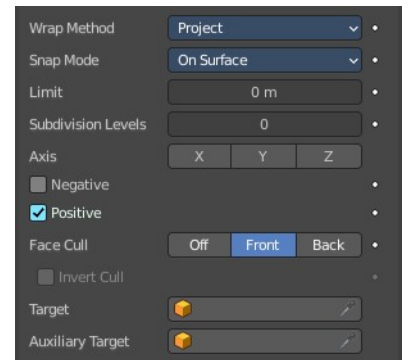 Wrap Method Project
Snap Mode On Surface
Limit 0 m
Subdivision Levels 0
Axis X Y Z
Negative
Positive
Face Cull Off Front Back
Invert Cull
Target
Auxiliary Target